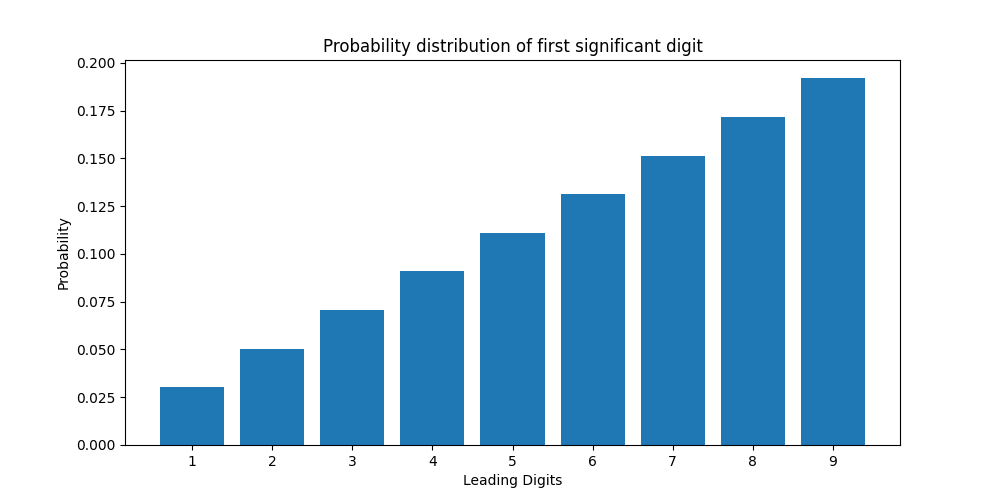 Probability distribution of first significant digit
0.200
0.175
0.150
0.125
0.100
0.075
0.050
0.025
0.000
Probability
1 2 3 4 5 6 7 8 9
Leading Digits